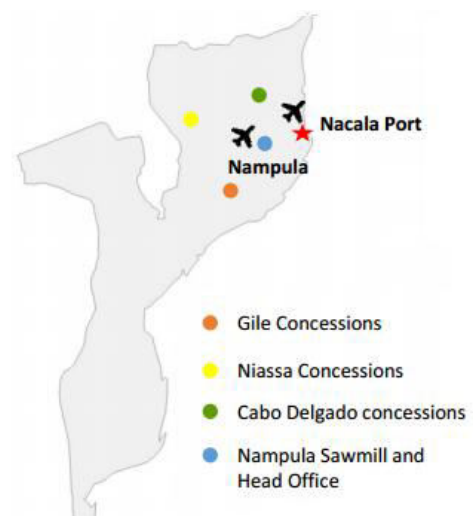 Nacala Port
Nampula
Gile Concessions
Niassa Concessions
Cabo Delgado concessions
Nampula Sawmill and
Head Office